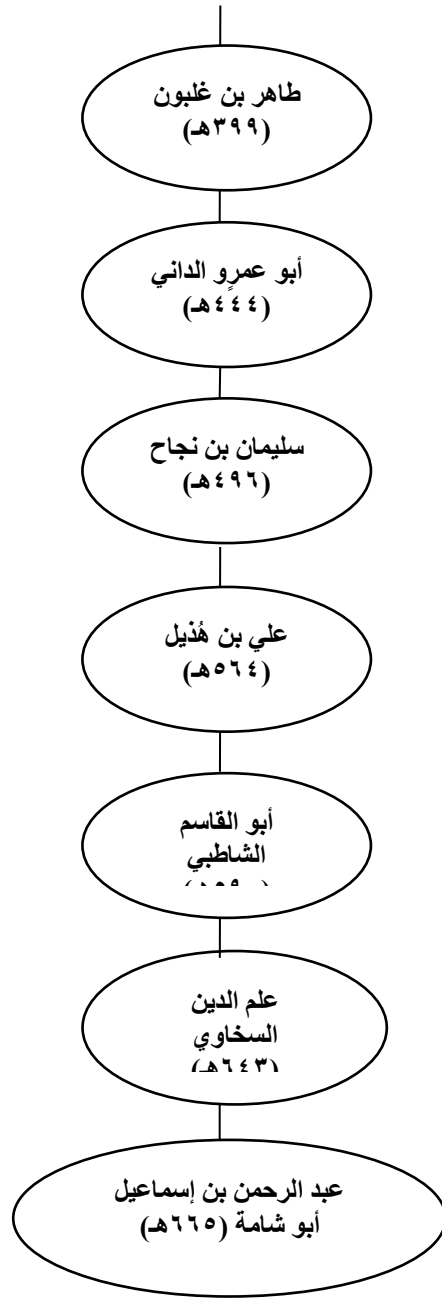 طاهر بن غلبون
(٣٩٩هـ)
أبو عمرٍو الداني
(٤٤٤هـ)
سليمان بن نجاح
(٤٩٦هـ)
علي بن هُذيل
(٥٦٤هـ)
أبو القاسم
الشاطبي
علم الدين
السخاوي
(٦٤٣هـ)
عبد الرحمن بن إسماعيل
أبو شامة (٦٦٥هـ)